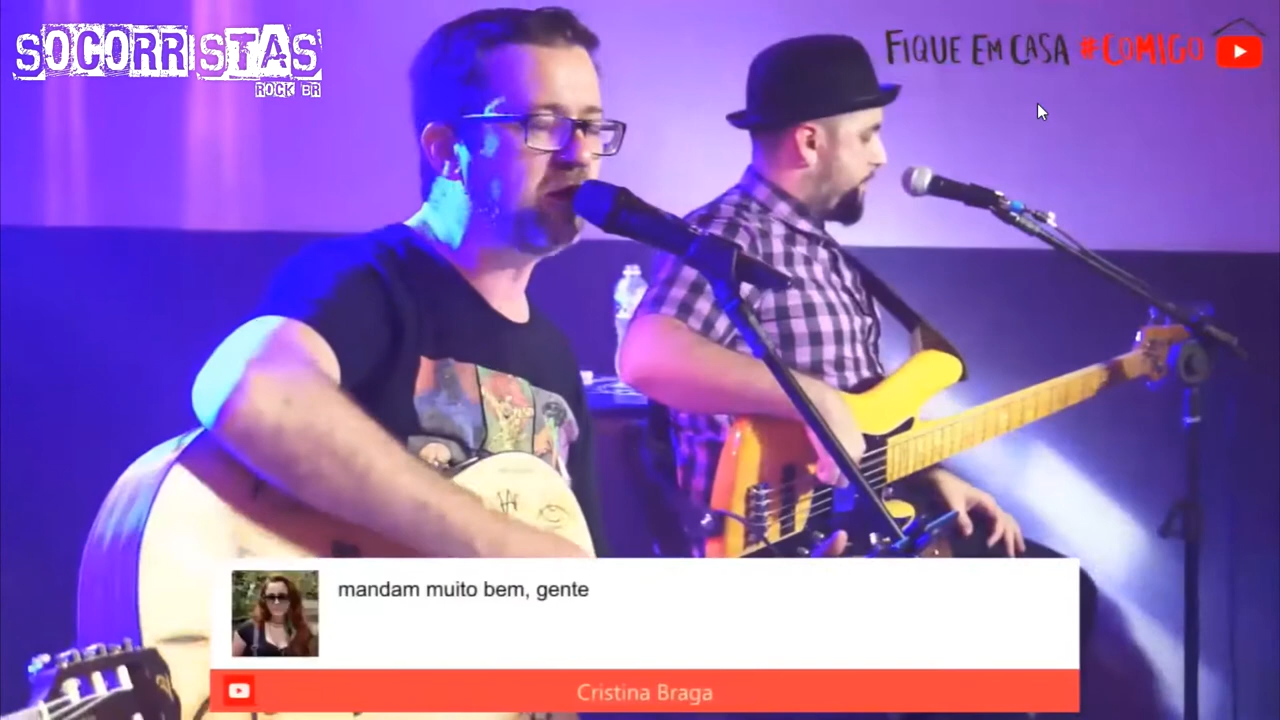 SOCORRISTAS
ROCK BR
FIQUE EM CASA #COMIGO
mandam muito bem, gente
Cristina Braga